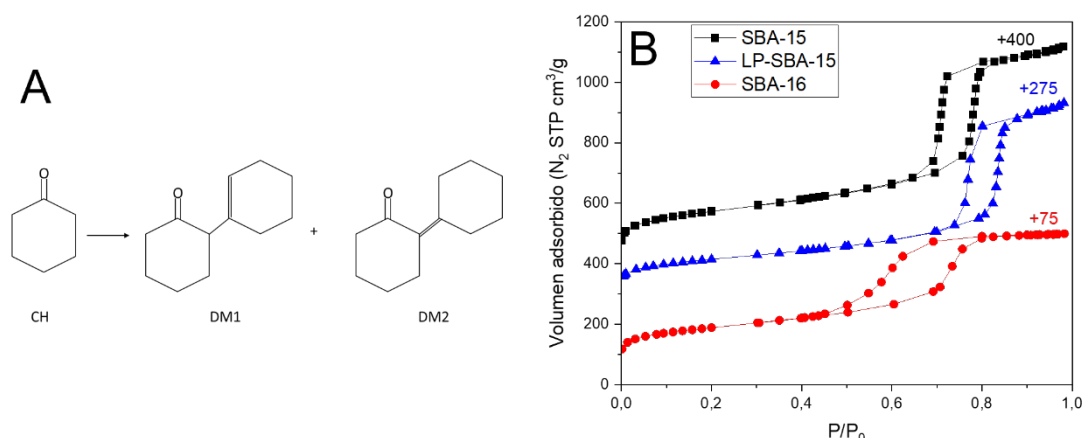 A
O
O
O
+
CH
DM1
DM2
B
SBA-15
LP-SBA-15
SBA-16
+400
+275
+75
Volumen adsorbido (N₂ STP cm³/g
1200
1000
800
600
400
200
0
0,0
0,2
0,4
0,6
0,8
1,0
P/P₀